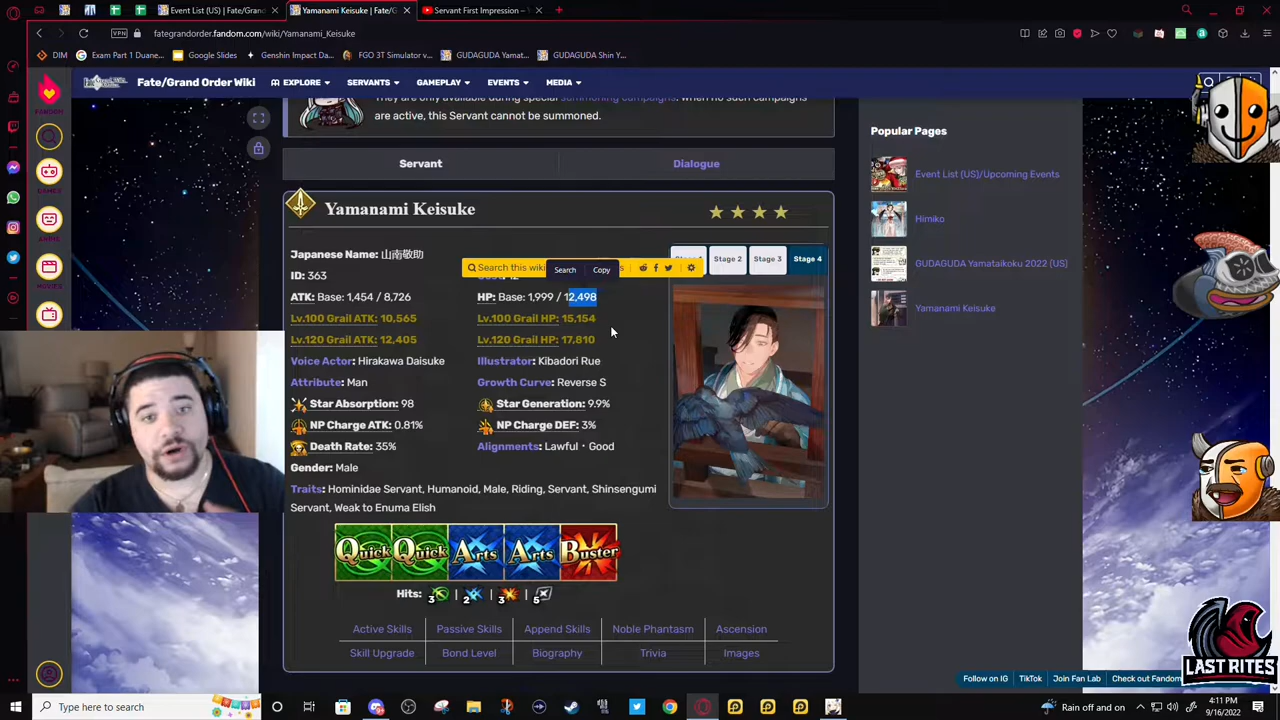 Event List (US) | Fate/Gran
Yamanami Keisuke | Fate/G
Servant First Impression –
VPN
fategrandorder.fandom.com/wiki/Yamanami_Keisuke
DIM
Exam Part 1 Duane...
Google Slides
Genshin Impact Da...
FGO 3T Simulator v...
GUDAGUDA Yamat...
GUDAGUDA Shin Y...
Fate/Grand Order Wiki
EXPLORE
SERVANTS
GAMEPLAY
EVENTS
MEDIA
FANDOM
They are only available during special summoning campaigns. When no such campaigns
are active, this Servant cannot be summoned.
Popular Pages
Servant
Dialogue
Event List (US)/Upcoming Events
Yamanami Keisuke
Himiko
Japanese Name: 山南敬助
Stage 2
Stage 3
Stage 4
GUDAGUDA Yamataikoku 2022 (US)
Search this wiki
Search
Copy
ID: 363
ATK: Base: 1,454 / 8,726
HP: Base: 1,999 / 12,498
Yamanami Keisuke
Lv.100 Grail ATK: 10,565
Lv.100 Grail HP: 15,154
Lv.120 Grail ATK: 12,405
Lv.120 Grail HP: 17,810
Voice Actor: Hirakawa Daisuke
Illustrator: Kibadori Rue
Attribute: Man
Growth Curve: Reverse S
Star Absorption: 98
Star Generation: 9.9%
NP Charge ATK: 0.81%
NP Charge DEF: 3%
Death Rate: 35%
Alignments: Lawful・Good
Gender: Male
Traits: Hominidae Servant, Humanoid, Male, Riding, Servant, Shinsengumi
Servant, Weak to Enuma Elish
Quick
Quick
Arts
Arts
Buster
Hits: 3 | 2 | 3 | 5
Active Skills
Passive Skills
Append Skills
Noble Phantasm
Ascension
Skill Upgrade
Bond Level
Biography
Trivia
Images
LAST RITES
Follow on IG
TikTok
Join Fan Lab
Check out Fandom
Type here to search
Rain off and on
4:11 PM
9/16/2022